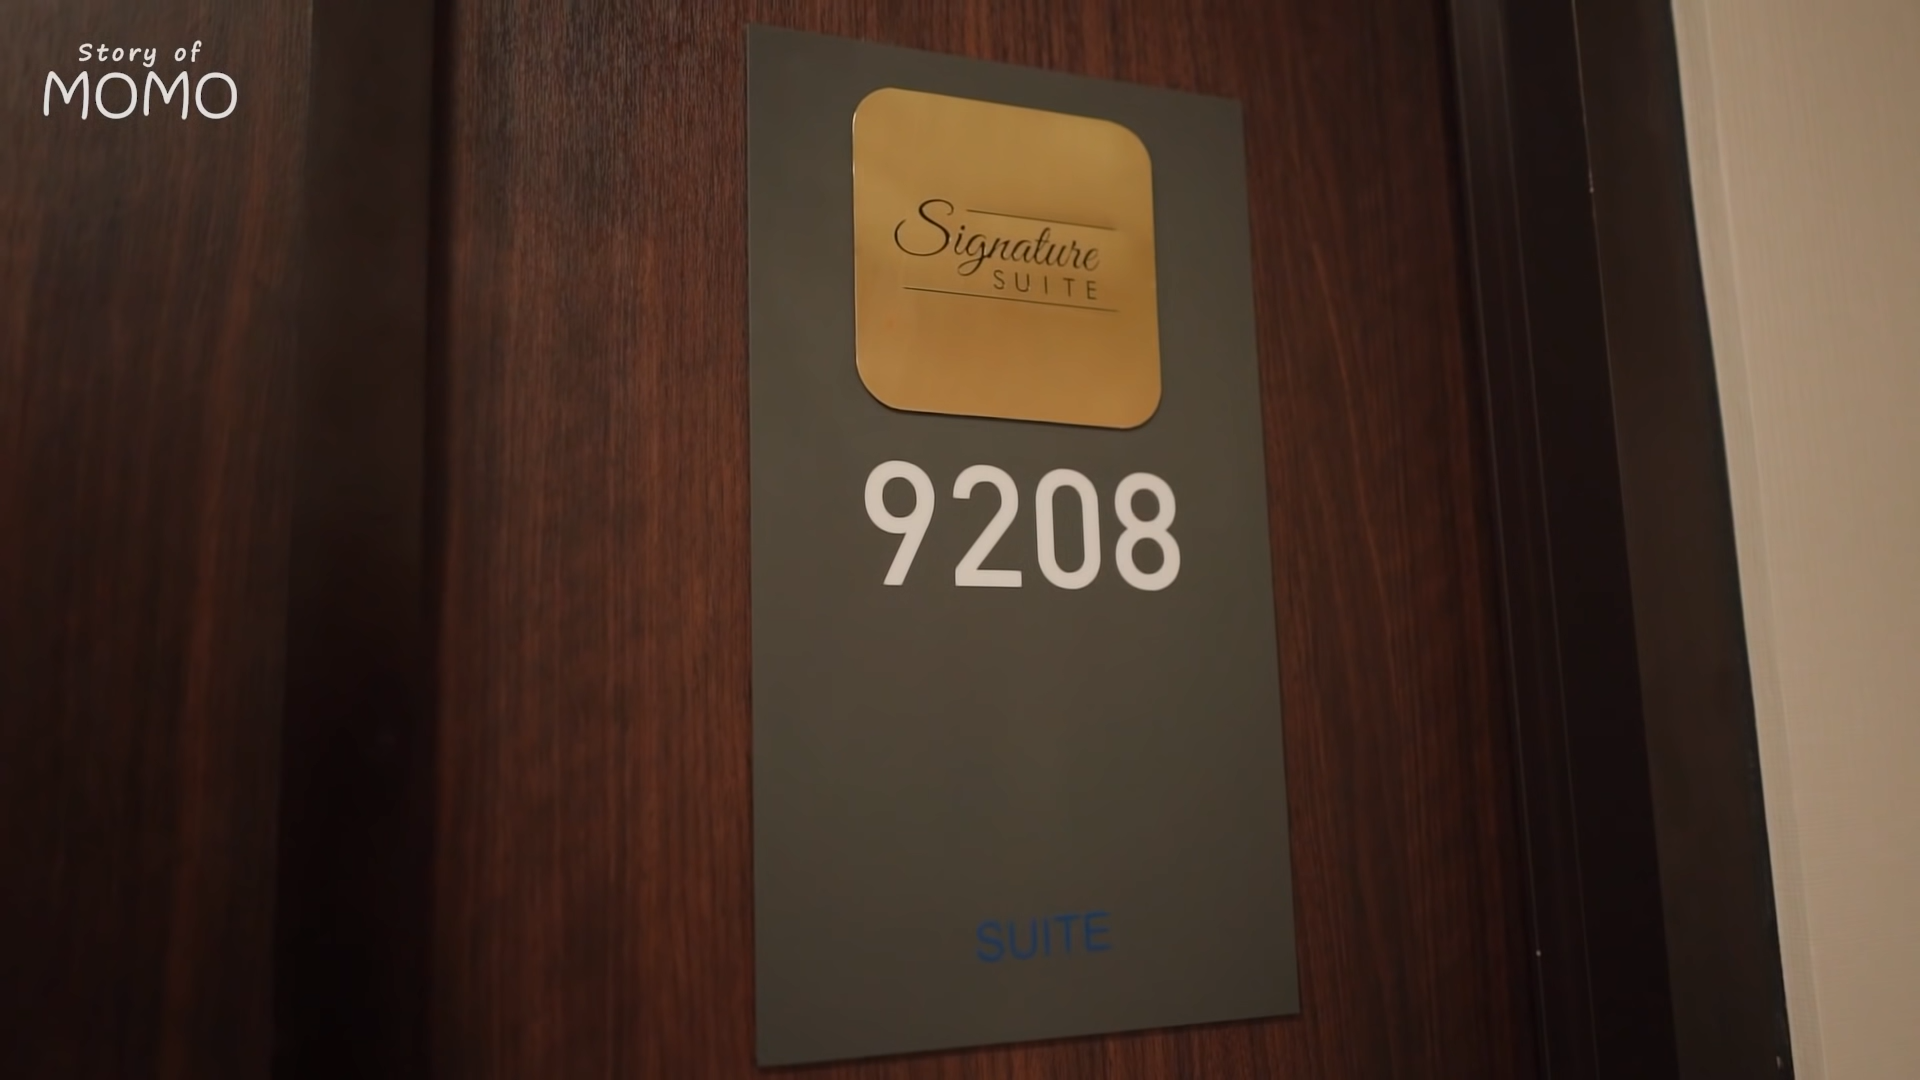 Story of
MOMO
Signature
SUITE
9208
SUITE